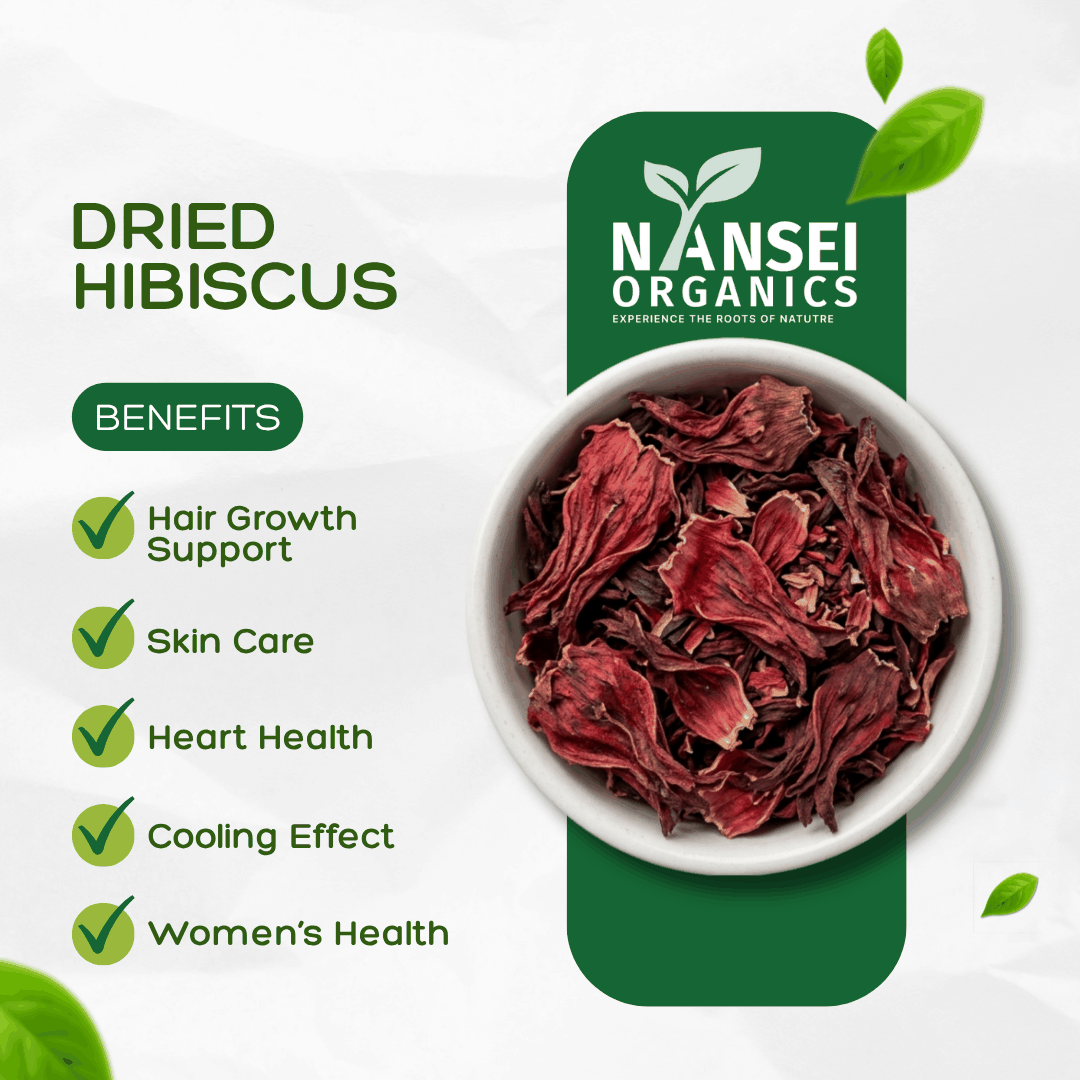 DRIED
HIBISCUS
BENEFITS
Hair Growth
Support
Skin Care
Heart Health
Cooling Effect
Women's Health
NANSEI
ORGANICS
EXPERIENCE THE ROOTS OF NATUTRE